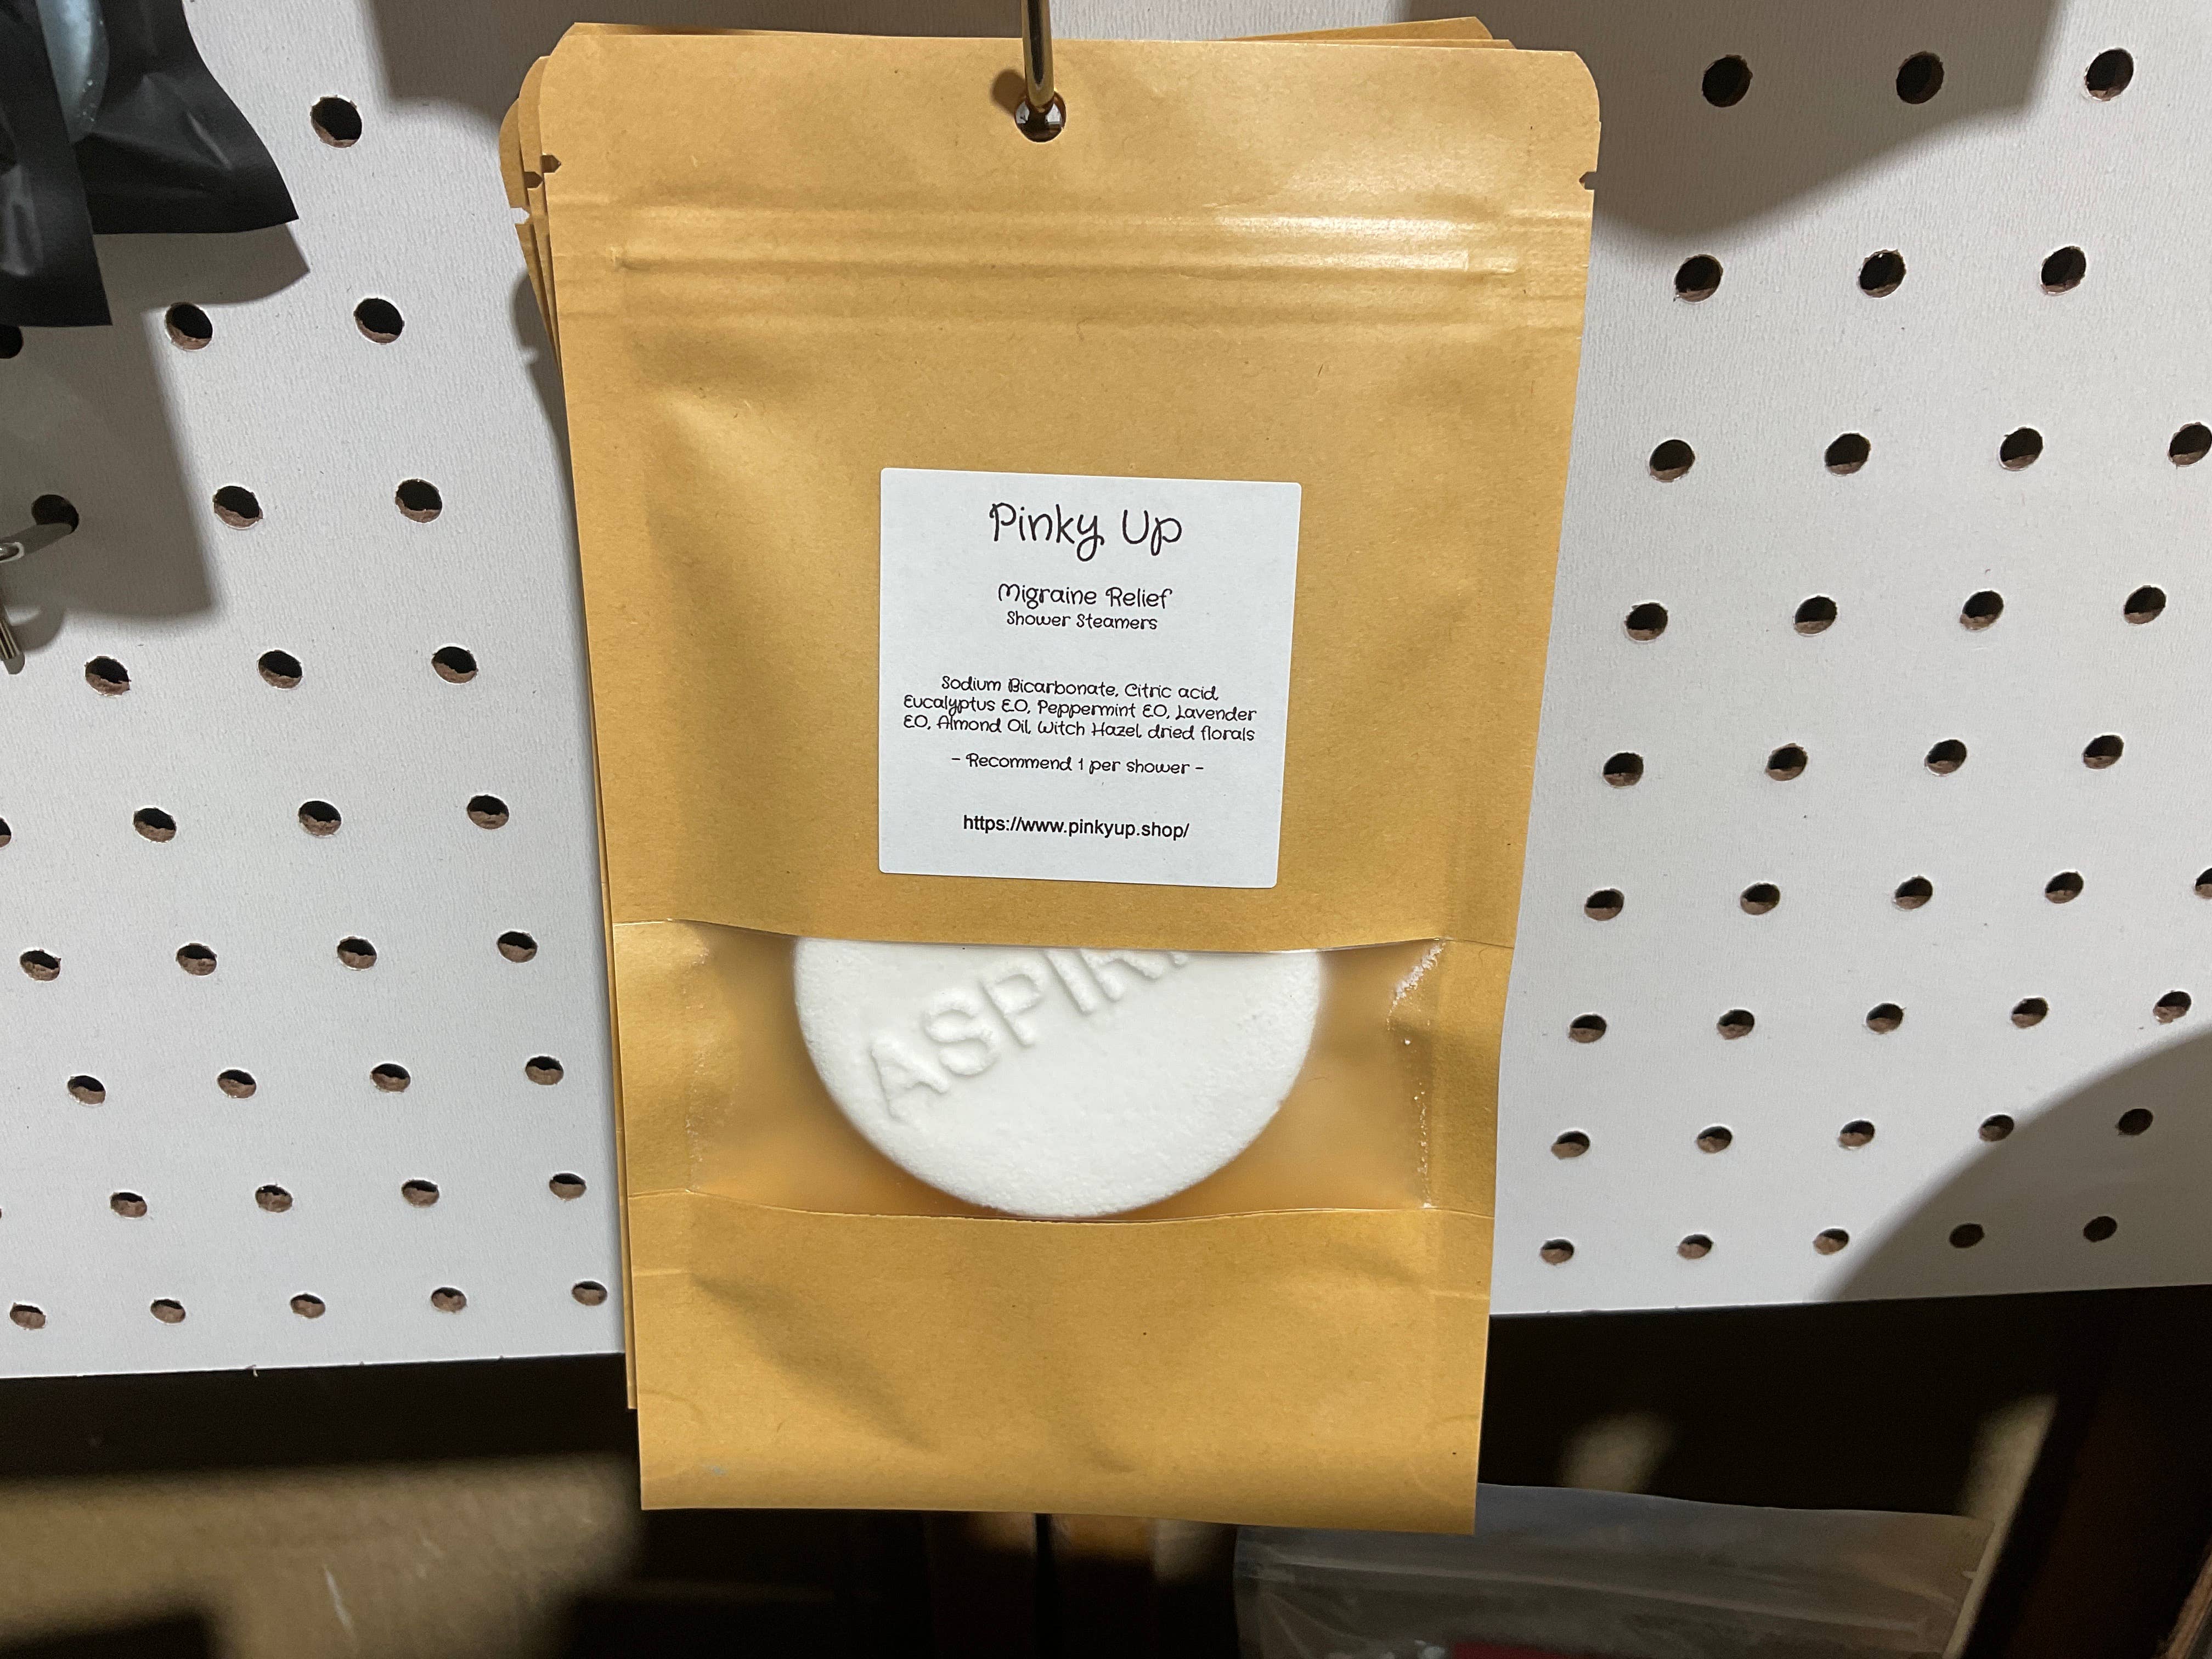 Pinky Up
Migraine Relief
Shower Steamers
Sodium Bicarbonate, Citric acid,
Eucalyptus EO, Peppermint EO, Lavender
EO, Almond Oil, Witch Hazel, dried florals
- Recommend 1 per shower -
https://www.pinkyup.shop/
ASPIRI